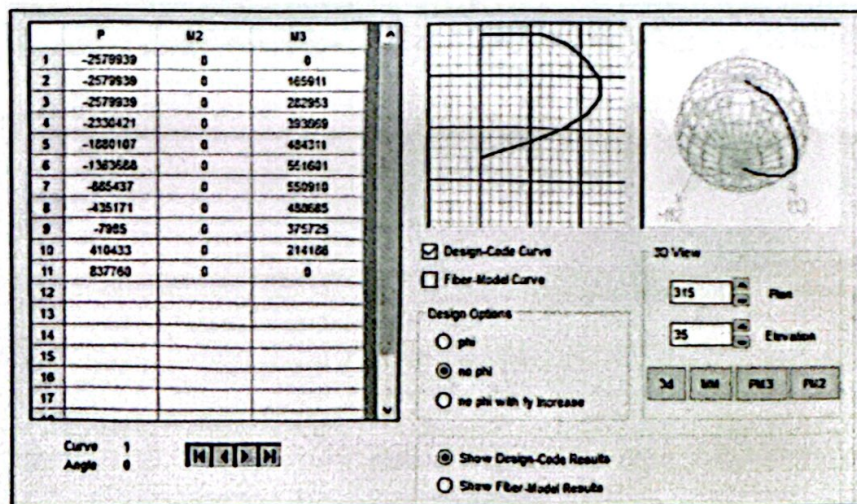 P M2 M3
1 -2579939 0 0
2 -2579939 0 165911
3 -2579939 0 282953
4 -2330421 0 393969
5 -1880107 0 484311
6 0 551601
7 -885437 0 550910
8 -435171 0
9 -7965 0 375725
10 410433 0 214166
11 837760 0 0
12
13
14
15
16
17
Design-Code Curve
Fiber-Model Curve
Design Options
phi
no phi
no phi with fy increase
3D View
315 Plan
35 Elevation
3d MM PM3 PM2
Curve 1
Angle 0
Show Design-Code Results
Show Fiber-Model Results